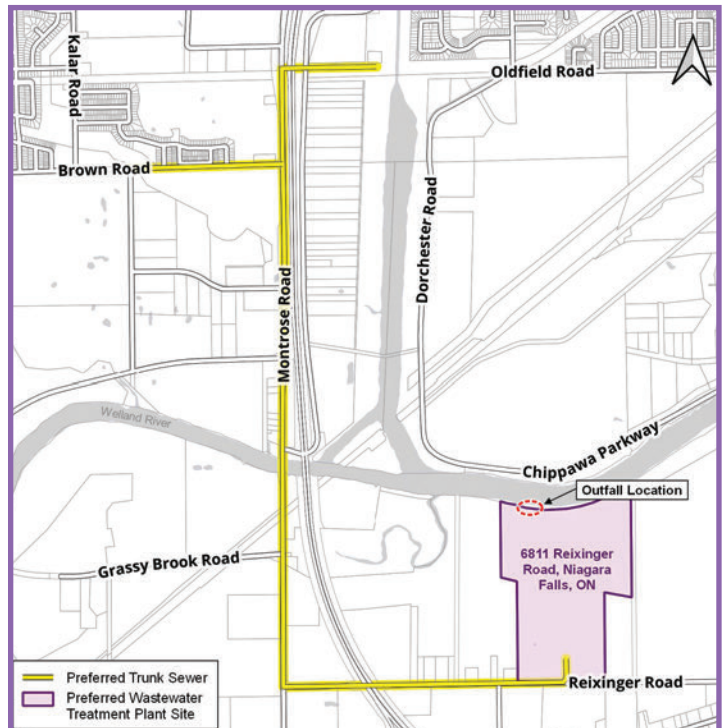 Kalar Road
Oldfield Road
Brown Road
Dorchester Road
Montrose Road
Welland River
Chippawa Parkway
Outfall Location
6811 Reixinger
Road, Niagara
Falls, ON
Grassy Brook Road
Reixinger Road
Preferred Trunk Sewer
Preferred Wastewater
Treatment Plant Site